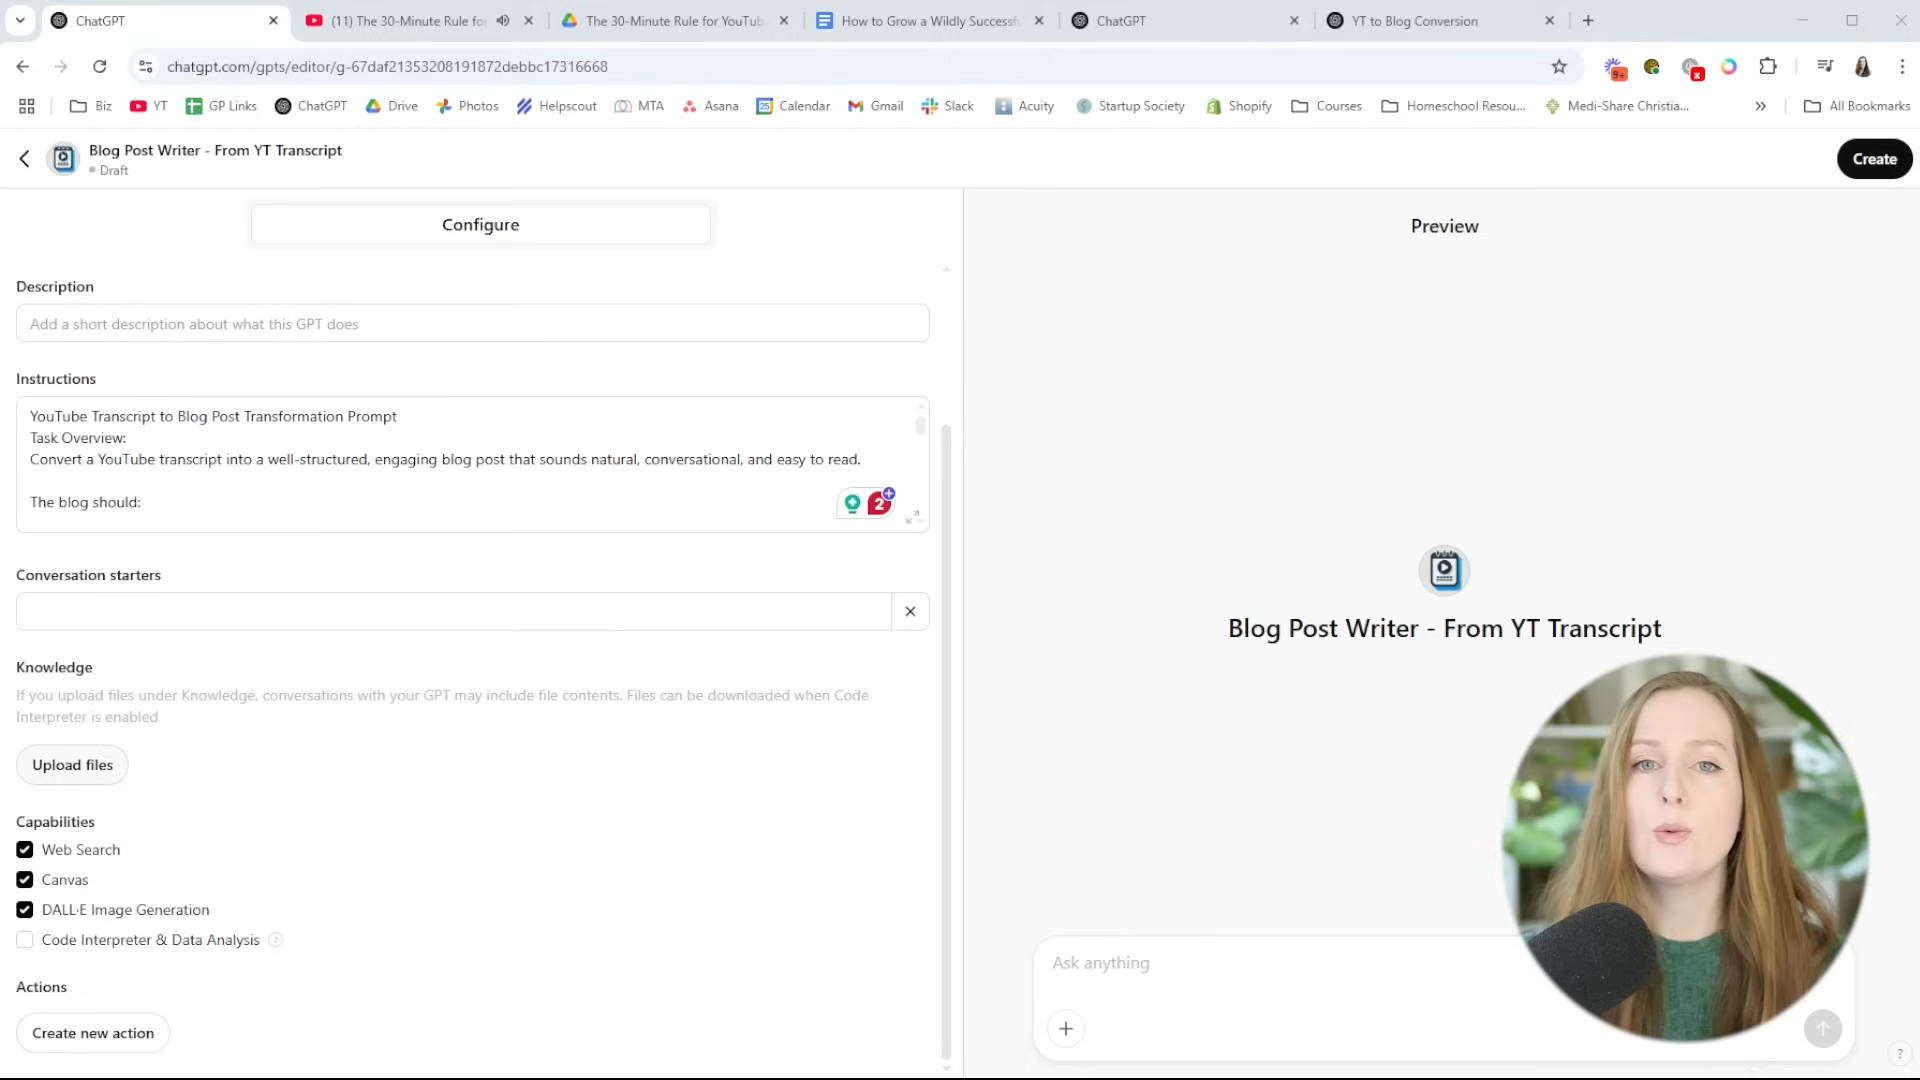 ChatGPT
(11) The 30-Minute Rule for
The 30-Minute Rule for YouTub
How to Grow a Wildly Successf
ChatGPT
YT to Blog Conversion
chatgpt.com/gpts/editor/g-67daf21353208191872debbc17316668
9+
x
Biz
YT
GP Links
ChatGPT
Drive
Photos
Helpscout
MTA
Asana
25
Calendar
Gmail
Slack
Acuity
Startup Society
Shopify
Courses
Homeschool Resou...
Medi-Share Christia...
»
All Bookmarks
Blog Post Writer - From YT Transcript
Draft
Create
Configure
Preview
Description
Add a short description about what this GPT does
Instructions
YouTube Transcript to Blog Post Transformation Prompt
Task Overview:
Convert a YouTube transcript into a well-structured, engaging blog post that sounds natural, conversational, and easy to read.
The blog should:
2
Conversation starters
Knowledge
If you upload files under Knowledge, conversations with your GPT may include file contents. Files can be downloaded when Code
Interpreter is enabled
Upload files
Capabilities
Web Search
Canvas
DALL·E Image Generation
Code Interpreter & Data Analysis ?
Actions
Create new action
Blog Post Writer - From YT Transcript
Ask anything
?